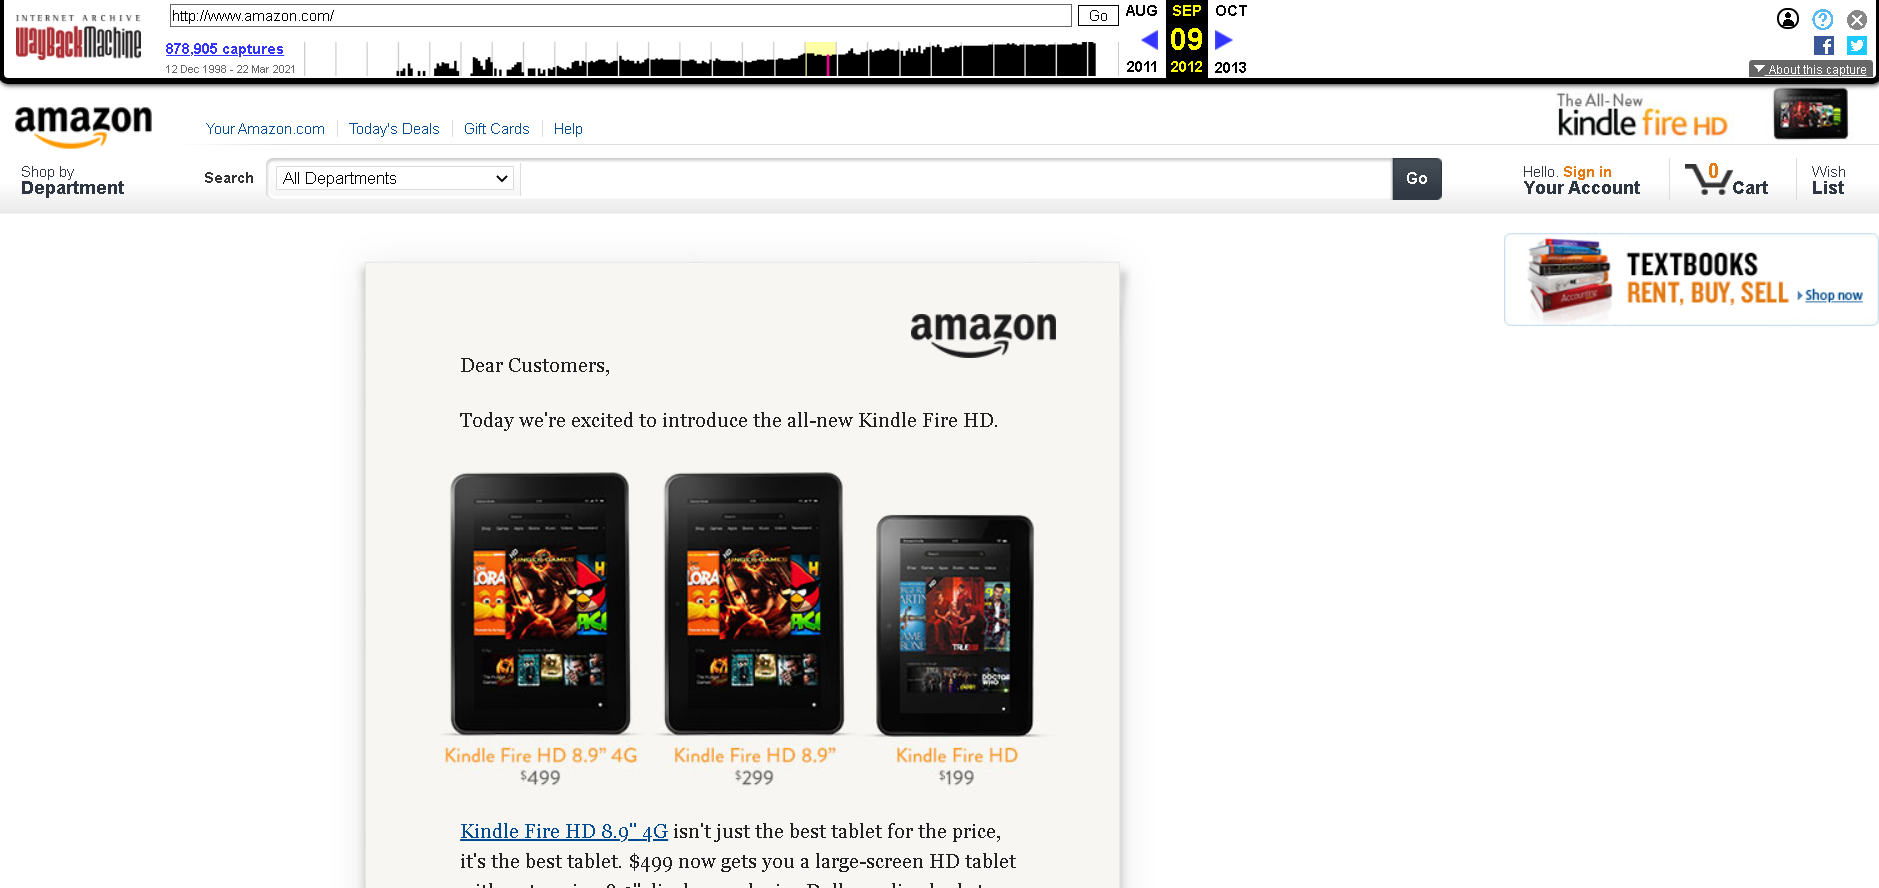 INTERNET ARCHIVE
WayBackMachine
http://www.amazon.com/
Go
AUG SEP OCT
09
2011 2012 2013
878,905 captures
12 Dec 1998 - 22 Mar 2021
About this capture
amazon
Your Amazon.com Today's Deals Gift Cards Help
The All-New
kindle fire HD
Shop by
Department
Search All Departments Go
Hello. Sign in
Your Account
0
Cart
Wish
List
TEXTBOOKS
RENT, BUY, SELL Shop now
amazon
Dear Customers,
Today we're excited to introduce the all-new Kindle Fire HD.
Kindle Fire HD 8.9” 4G Kindle Fire HD 8.9” Kindle Fire HD
$499 $299 $199
Kindle Fire HD 8.9" 4G isn't just the best tablet for the price,
it's the best tablet. $499 now gets you a large-screen HD tablet